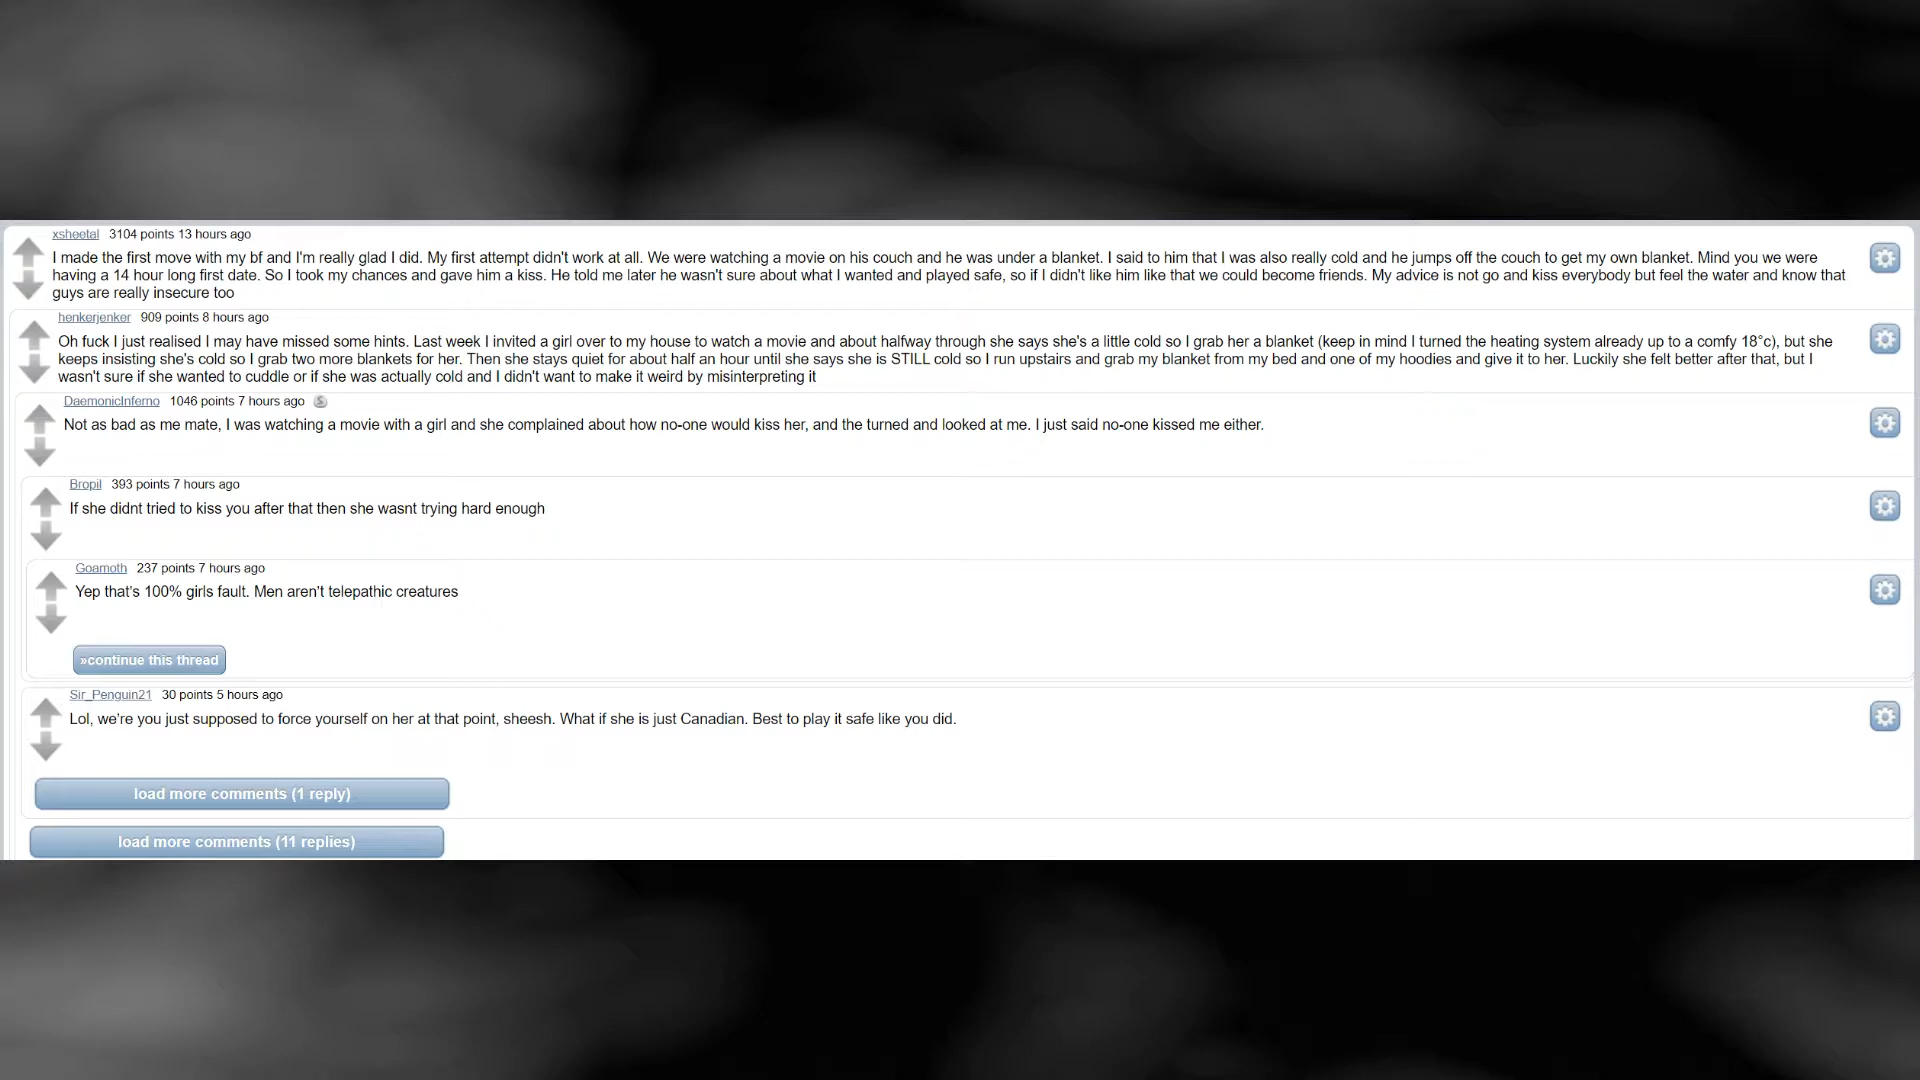 xsheetal 3104 points 13 hours ago
I made the first move with my bf and I'm really glad I did. My first attempt didn't work at all. We were watching a movie on his couch and he was under a blanket. I said to him that I was also really cold and he jumps off the couch to get my own blanket. Mind you we were
having a 14 hour long first date. So I took my chances and gave him a kiss. He told me later he wasn't sure about what I wanted and played safe, so if I didn't like him like that we could become friends. My advice is not go and kiss everybody but feel the water and know that
guys are really insecure too
henkerjenker 909 points 8 hours ago
Oh fuck I just realised I may have missed some hints. Last week I invited a girl over to my house to watch a movie and about halfway through she says she's a little cold so I grab her a blanket (keep in mind I turned the heating system already up to a comfy 18°c), but she
keeps insisting she's cold so I grab two more blankets for her. Then she stays quiet for about half an hour until she says she is STILL cold so I run upstairs and grab my blanket from my bed and one of my hoodies and give it to her. Luckily she felt better after that, but I
wasn't sure if she wanted to cuddle or if she was actually cold and I didn't want to make it weird by misinterpreting it
DaemonicInferno 1046 points 7 hours ago S
Not as bad as me mate, I was watching a movie with a girl and she complained about how no-one would kiss her, and the turned and looked at me. I just said no-one kissed me either.
Bropil 393 points 7 hours ago
If she didnt tried to kiss you after that then she wasnt trying hard enough
Goamoth 237 points 7 hours ago
Yep that's 100% girls fault. Men aren't telepathic creatures
»continue this thread
Sir_Penguin21 30 points 5 hours ago
Lol, we're you just supposed to force yourself on her at that point, sheesh. What if she is just Canadian. Best to play it safe like you did.
load more comments (1 reply)
load more comments (11 replies)